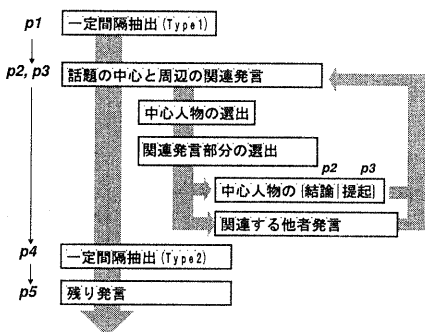 p1 一定間隔抽出(Type1)
p2, p3 話題の中心と周辺の関連発言
中心人物の選出
関連発言部分の選出
p2 p3
中心人物の{結論|提起}
関連する他者発言
p4 一定間隔抽出(Type2)
p5 残り発言